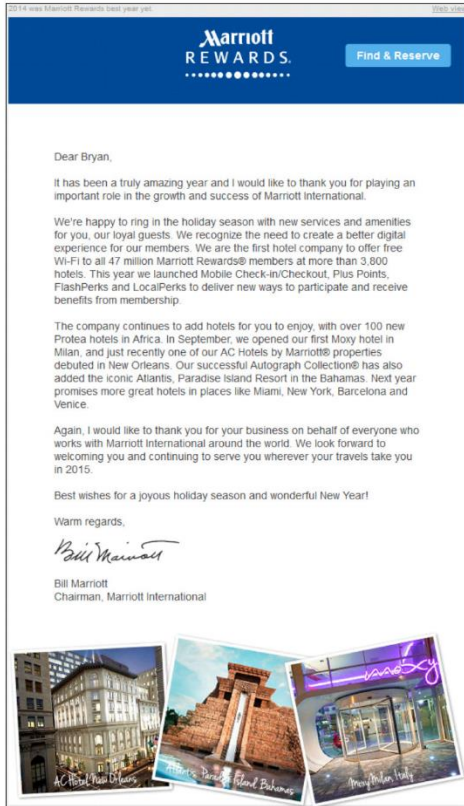 2014 was Marriott Rewards best year yet.
Web view
Marriott
REWARDS.
Find & Reserve
Dear Bryan,
It has been a truly amazing year and I would like to thank you for playing an
important role in the growth and success of Marriott International.
We're happy to ring in the holiday season with new services and amenities
for you, our loyal guests. We recognize the need to create a better digital
experience for our members. We are the first hotel company to offer free
Wi-Fi to all 47 million Marriott Rewards® members at more than 3,800
hotels. This year we launched Mobile Check-in/Checkout, Plus Points,
FlashPerks and LocalPerks to deliver new ways to participate and receive
benefits from membership.
The company continues to add hotels for you to enjoy, with over 100 new
Protea hotels in Africa. In September, we opened our first Moxy hotel in
Milan, and just recently one of our AC Hotels by Marriott® properties
debuted in New Orleans. Our successful Autograph Collection® has also
added the iconic Atlantis, Paradise Island Resort in the Bahamas. Next year
promises more great hotels in places like Miami, New York, Barcelona and
Venice.
Again, I would like to thank you for your business on behalf of everyone who
works with Marriott International around the world. We look forward to
welcoming you and continuing to serve you wherever your travels take you
in 2015.
Best wishes for a joyous holiday season and wonderful New Year!
Warm regards,
Bill Marriott
Bill Marriott
Chairman, Marriott International
moxy
AC Hotel New Orleans
Atlantis, Paradise Island Bahamas
Moxy Milan, Italy